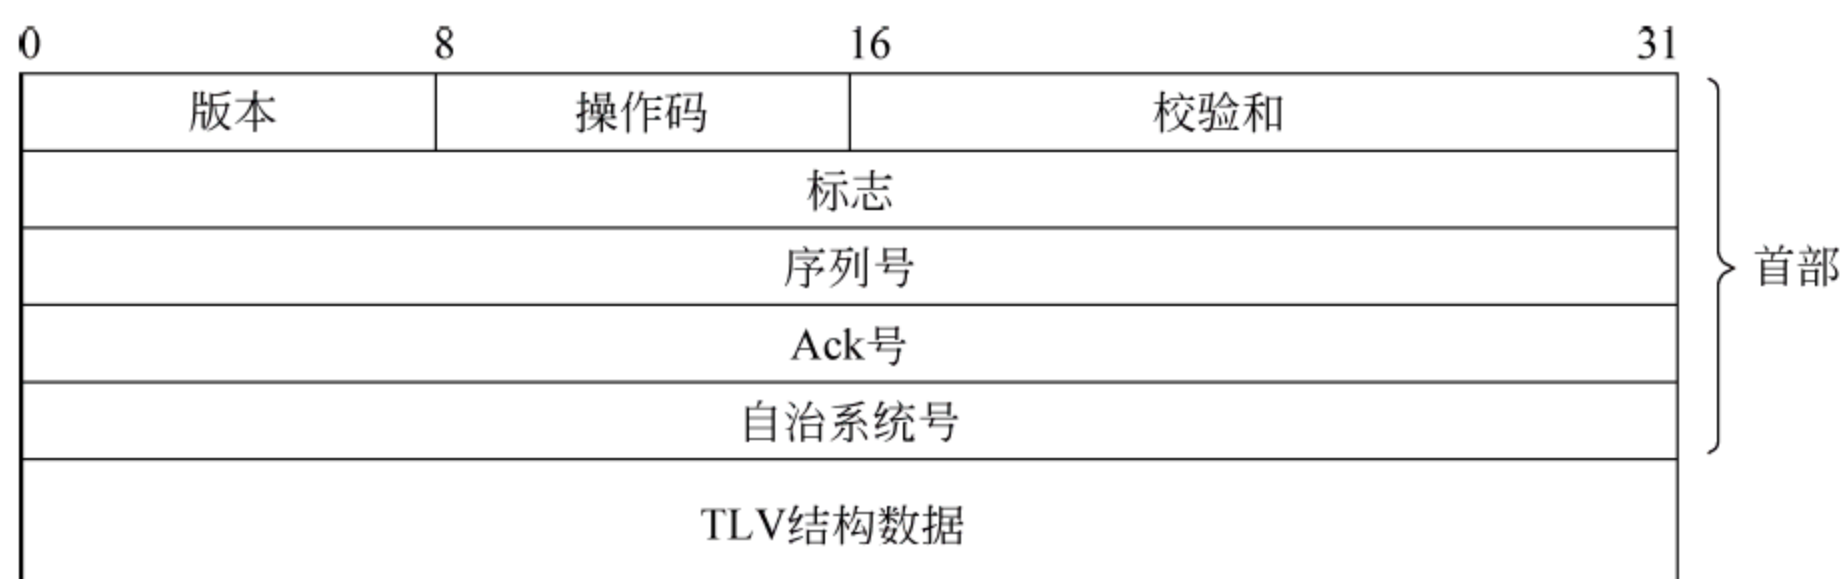 0 8 16 31
版本 操作码 校验和
标志
序列号
Ack号
自治系统号
首部
TLV结构数据